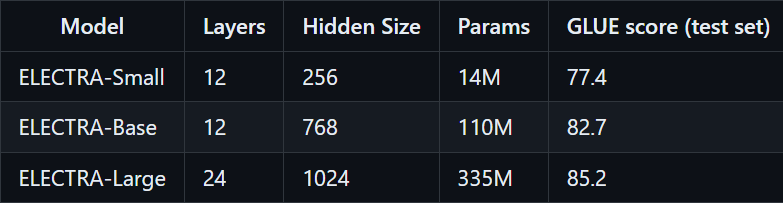 Model Layers Hidden Size Params GLUE score (test set)
ELECTRA-Small 12 256 14M 77.4
ELECTRA-Base 12 768 110M 82.7
ELECTRA-Large 24 1024 335M 85.2